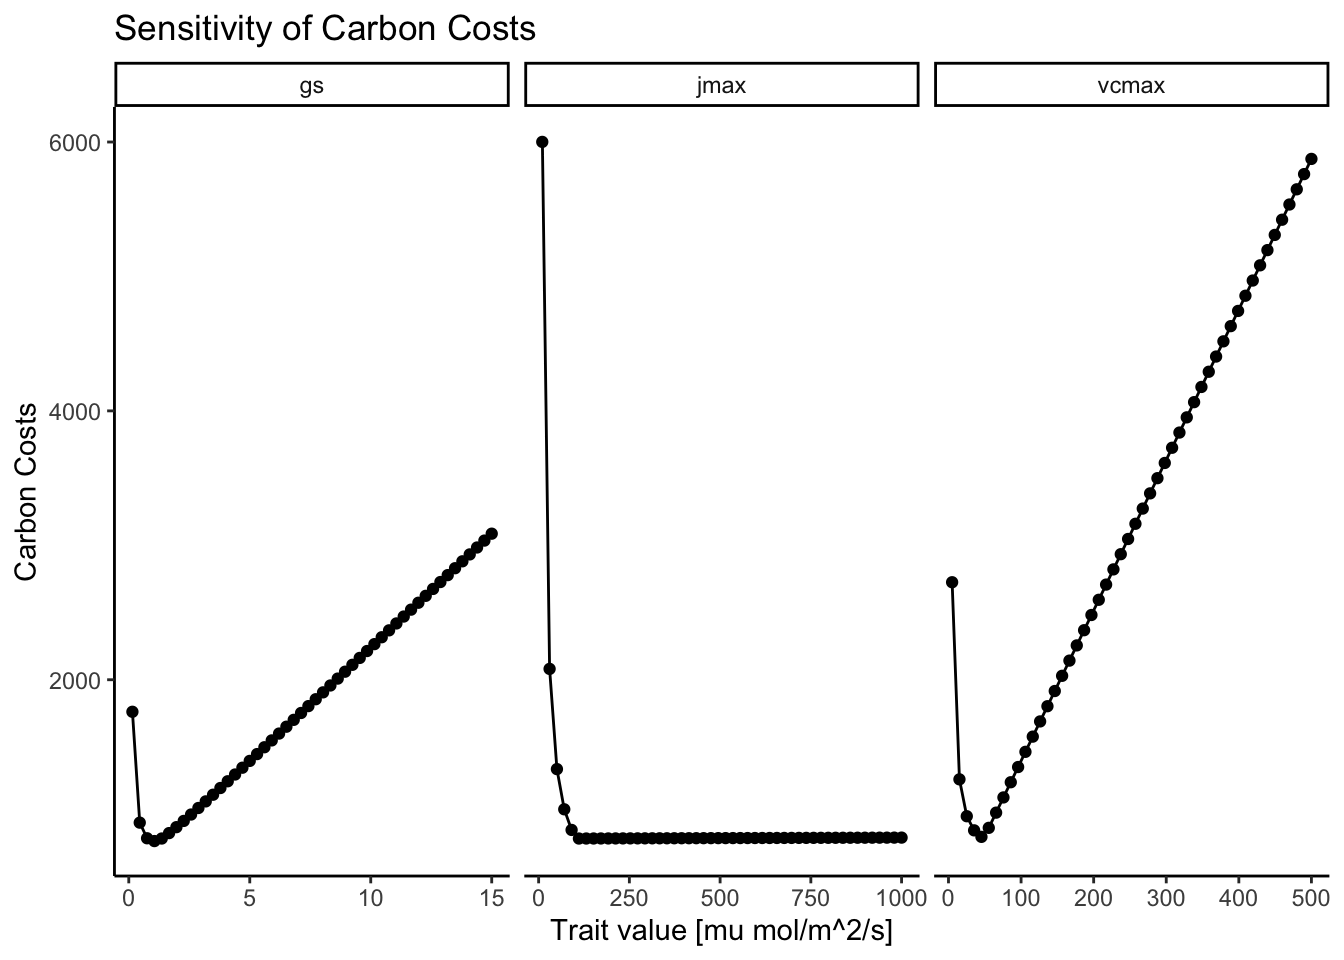 Sensitivity of Carbon Costs
gs
jmax
vcmax
6000
4000
2000
Carbon Costs
0 5 10 15
0 250 500 750 1000
0 100 200 300 400 500
Trait value [mu mol/m^2/s]